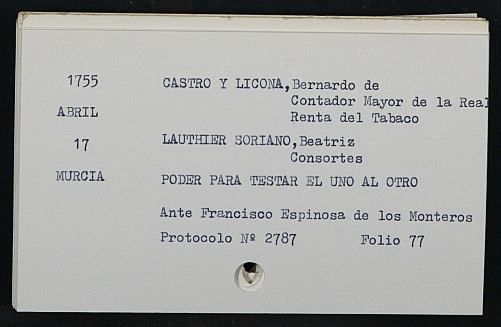 1755 CASTRO Y LICONA, Bernardo de
Contador Mayor de la Real
ABRIL Renta del Tabaco
17 LAUTHIER SORIANO, Beatriz
Consortes
MURCIA PODER PARA TESTAR EL UNO AL OTRO
Ante Francisco Espinosa de los Monteros
Protocolo Nº 2787 Folio 77